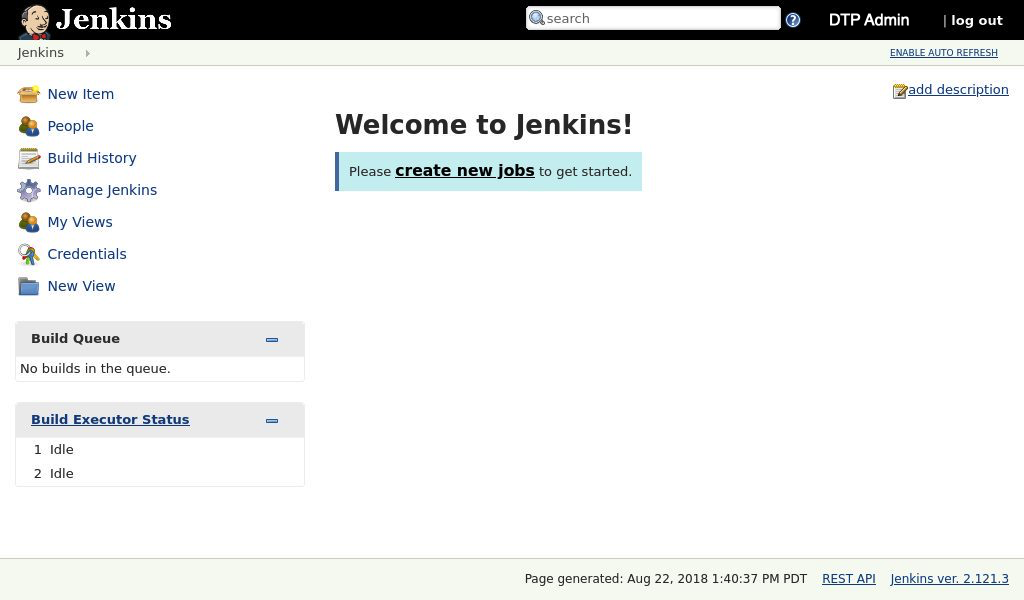 Jenkins
search
?
DTP Admin
| log out
Jenkins
ENABLE AUTO REFRESH
New Item
People
Build History
Manage Jenkins
My Views
Credentials
New View
Build Queue
No builds in the queue.
Build Executor Status
1 Idle
2 Idle
add description
Welcome to Jenkins!
Please create new jobs to get started.
Page generated: Aug 22, 2018 1:40:37 PM PDT REST API Jenkins ver. 2.121.3